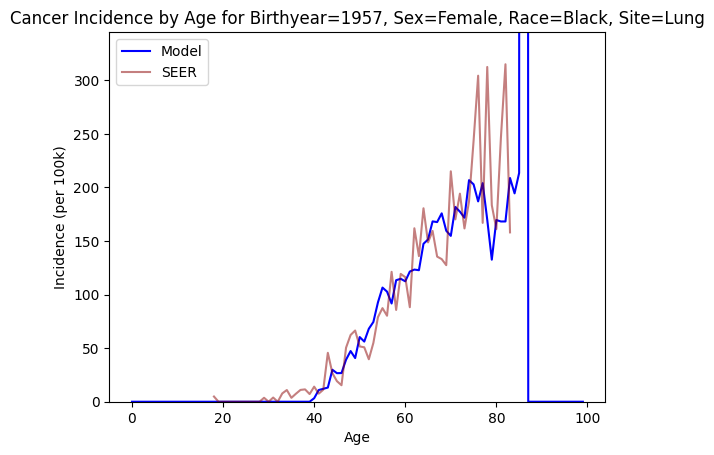 Cancer Incidence by Age for Birthyear=1957, Sex=Female, Race=Black, Site=Lung
Model
SEER
Incidence (per 100k)
300
250
200
150
100
50
0
0 20 40 60 80 100
Age